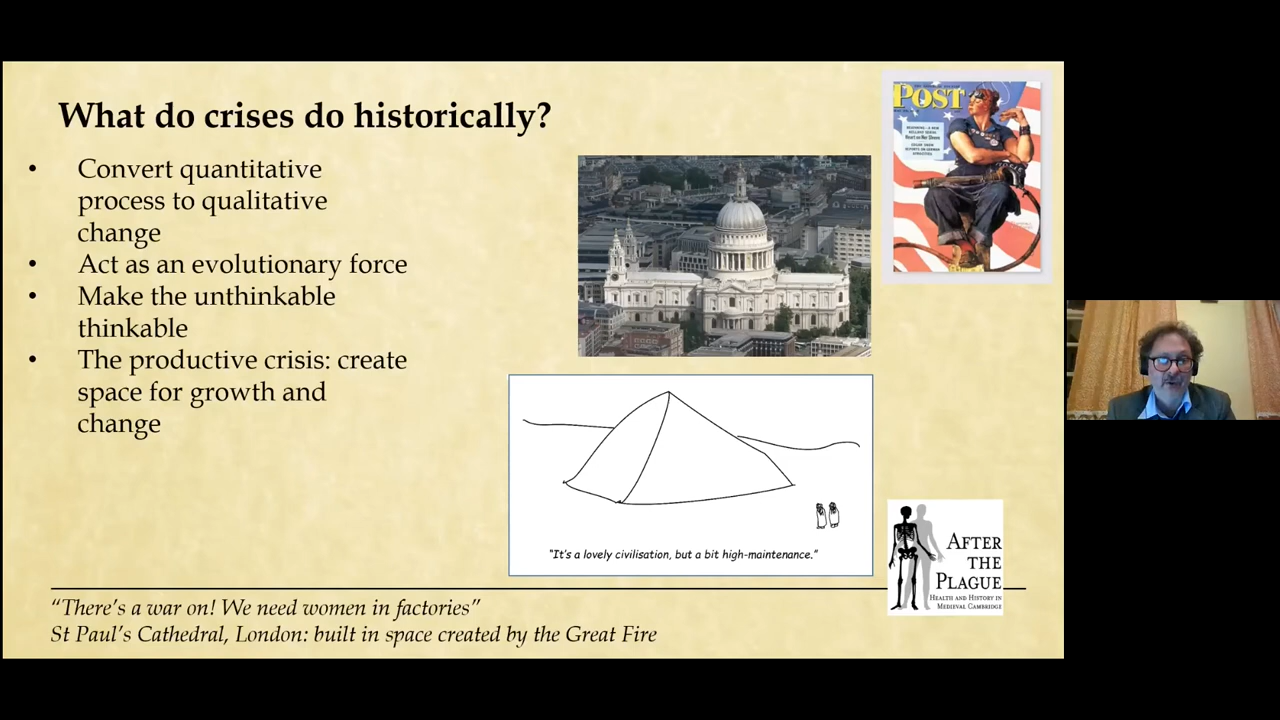 What do crises do historically?
• Convert quantitative
process to qualitative
change
• Act as an evolutionary force
• Make the unthinkable
thinkable
• The productive crisis: create
space for growth and
change
POST
"It's a lovely civilisation, but a bit high-maintenance."
AFTER
THE
PLAGUE
HEALTH AND HISTORY IN
MEDIEVAL CAMBRIDGE
“There’s a war on! We need women in factories”
St Paul’s Cathedral, London: built in space created by the Great Fire